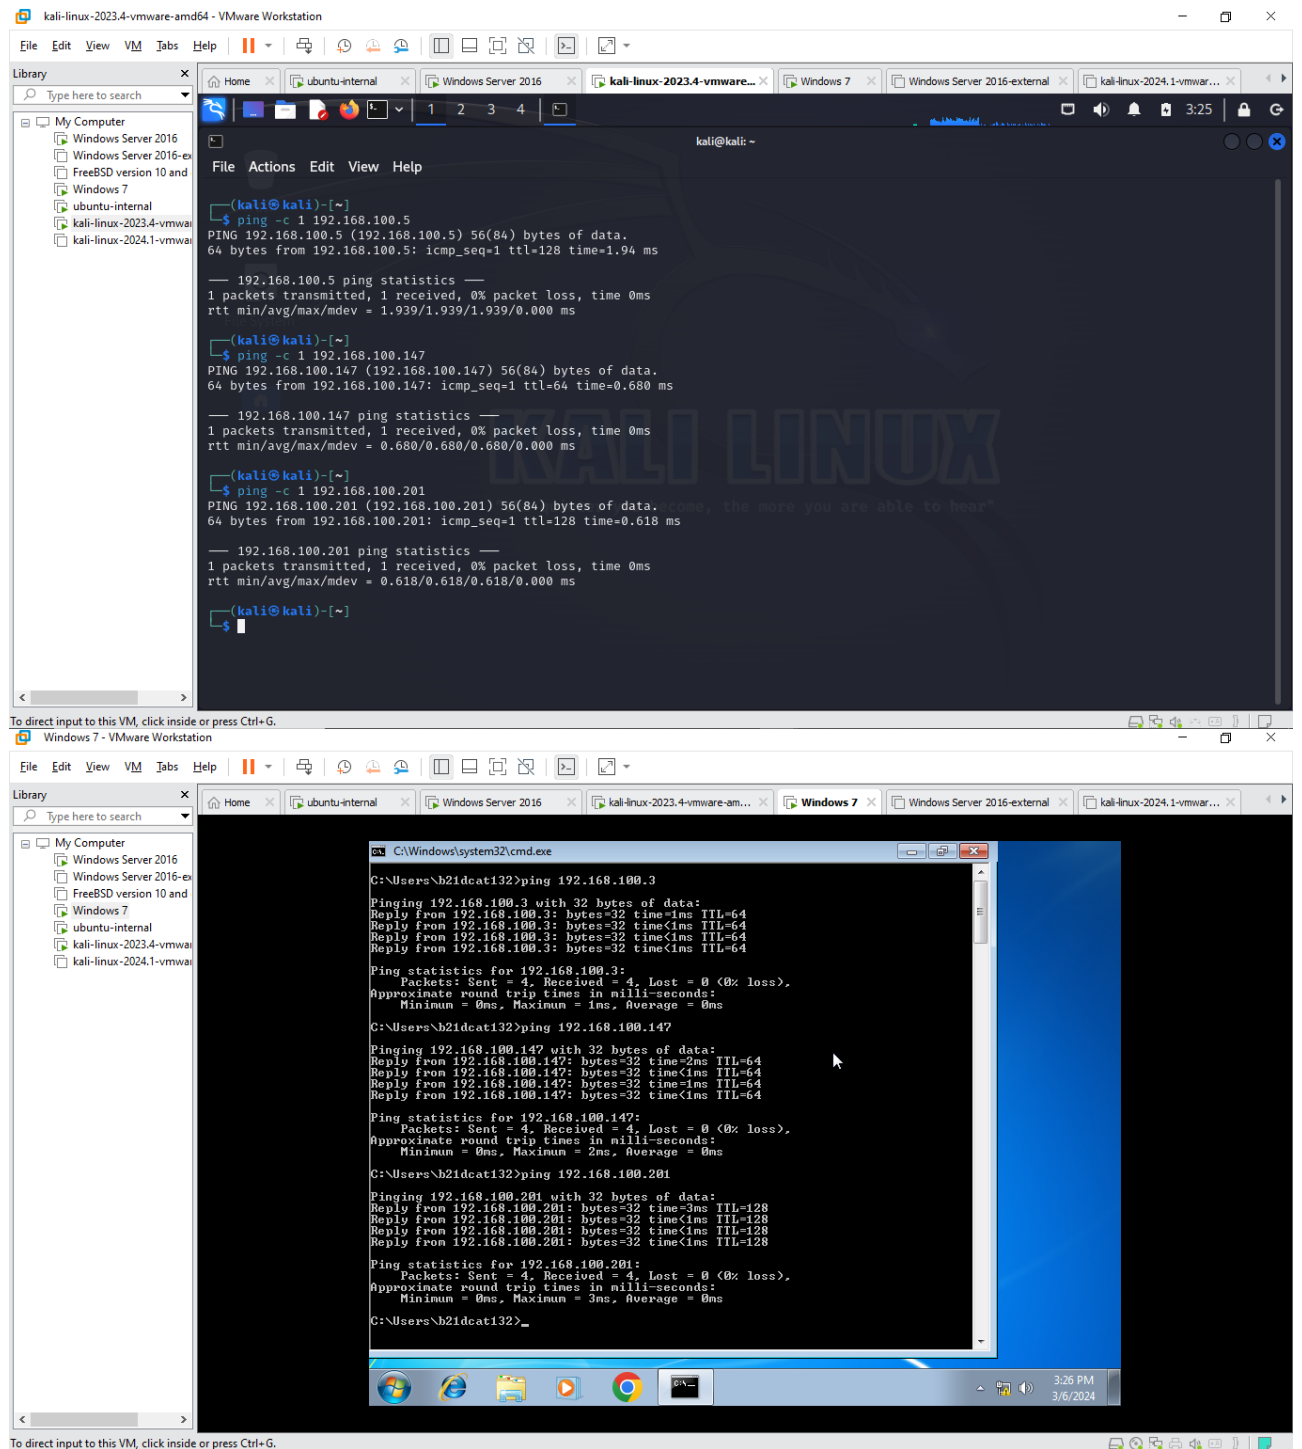 kali-linux-2023.4-vmware-amd64 - VMware Workstation
File Edit View VM Tabs Help
Library
Home ubuntu-internal Windows Server 2016 kali-linux-2023.4-vmware... Windows 7 Windows Server 2016-external kali-linux-2024.1-vmwar...
Type here to search
1 2 3 4 3:25
My Computer
Windows Server 2016
Windows Server 2016-ex
FreeBSD version 10 and
Windows 7
ubuntu-internal
kali-linux-2023.4-vmwar
kali-linux-2024.1-vmwar
kali@kali: ~
File Actions Edit View Help
(kali㉿kali)-[~]
$ ping -c 1 192.168.100.5
PING 192.168.100.5 (192.168.100.5) 56(84) bytes of data.
64 bytes from 192.168.100.5: icmp_seq=1 ttl=128 time=1.94 ms
— 192.168.100.5 ping statistics —
1 packets transmitted, 1 received, 0% packet loss, time 0ms
rtt min/avg/max/mdev = 1.939/1.939/1.939/0.000 ms
(kali㉿kali)-[~]
$ ping -c 1 192.168.100.147
PING 192.168.100.147 (192.168.100.147) 56(84) bytes of data.
64 bytes from 192.168.100.147: icmp_seq=1 ttl=64 time=0.680 ms
— 192.168.100.147 ping statistics —
1 packets transmitted, 1 received, 0% packet loss, time 0ms
rtt min/avg/max/mdev = 0.680/0.680/0.680/0.000 ms
KALI LINUX
(kali㉿kali)-[~]
$ ping -c 1 192.168.100.201
PING 192.168.100.201 (192.168.100.201) 56(84) bytes of data.
become, the more you are able to hear"
64 bytes from 192.168.100.201: icmp_seq=1 ttl=128 time=0.618 ms
— 192.168.100.201 ping statistics —
1 packets transmitted, 1 received, 0% packet loss, time 0ms
rtt min/avg/max/mdev = 0.618/0.618/0.618/0.000 ms
(kali㉿kali)-[~]
$
To direct input to this VM, click inside or press Ctrl+G.
Windows 7 - VMware Workstation
File Edit View VM Tabs Help
Library
Home ubuntu-internal Windows Server 2016 kali-linux-2023.4-vmware-am... Windows 7 Windows Server 2016-external kali-linux-2024.1-vmwar...
Type here to search
My Computer
Windows Server 2016
Windows Server 2016-ex
FreeBSD version 10 and
Windows 7
ubuntu-internal
kali-linux-2023.4-vmwar
kali-linux-2024.1-vmwar
C:\Windows\system32\cmd.exe
C:\Users\b21dcat132>ping 192.168.100.3
Pinging 192.168.100.3 with 32 bytes of data:
Reply from 192.168.100.3: bytes=32 time=1ms TTL=64
Reply from 192.168.100.3: bytes=32 time<1ms TTL=64
Reply from 192.168.100.3: bytes=32 time<1ms TTL=64
Reply from 192.168.100.3: bytes=32 time<1ms TTL=64
Ping statistics for 192.168.100.3:
Packets: Sent = 4, Received = 4, Lost = 0 (0% loss),
Approximate round trip times in milli-seconds:
Minimum = 0ms, Maximum = 1ms, Average = 0ms
C:\Users\b21dcat132>ping 192.168.100.147
Pinging 192.168.100.147 with 32 bytes of data:
Reply from 192.168.100.147: bytes=32 time=2ms TTL=64
Reply from 192.168.100.147: bytes=32 time<1ms TTL=64
Reply from 192.168.100.147: bytes=32 time=1ms TTL=64
Reply from 192.168.100.147: bytes=32 time<1ms TTL=64
Ping statistics for 192.168.100.147:
Packets: Sent = 4, Received = 4, Lost = 0 (0% loss),
Approximate round trip times in milli-seconds:
Minimum = 0ms, Maximum = 2ms, Average = 0ms
C:\Users\b21dcat132>ping 192.168.100.201
Pinging 192.168.100.201 with 32 bytes of data:
Reply from 192.168.100.201: bytes=32 time=3ms TTL=128
Reply from 192.168.100.201: bytes=32 time<1ms TTL=128
Reply from 192.168.100.201: bytes=32 time<1ms TTL=128
Reply from 192.168.100.201: bytes=32 time<1ms TTL=128
Ping statistics for 192.168.100.201:
Packets: Sent = 4, Received = 4, Lost = 0 (0% loss),
Approximate round trip times in milli-seconds:
Minimum = 0ms, Maximum = 3ms, Average = 0ms
C:\Users\b21dcat132>_
3:26 PM
3/6/2024
To direct input to this VM, click inside or press Ctrl+G.